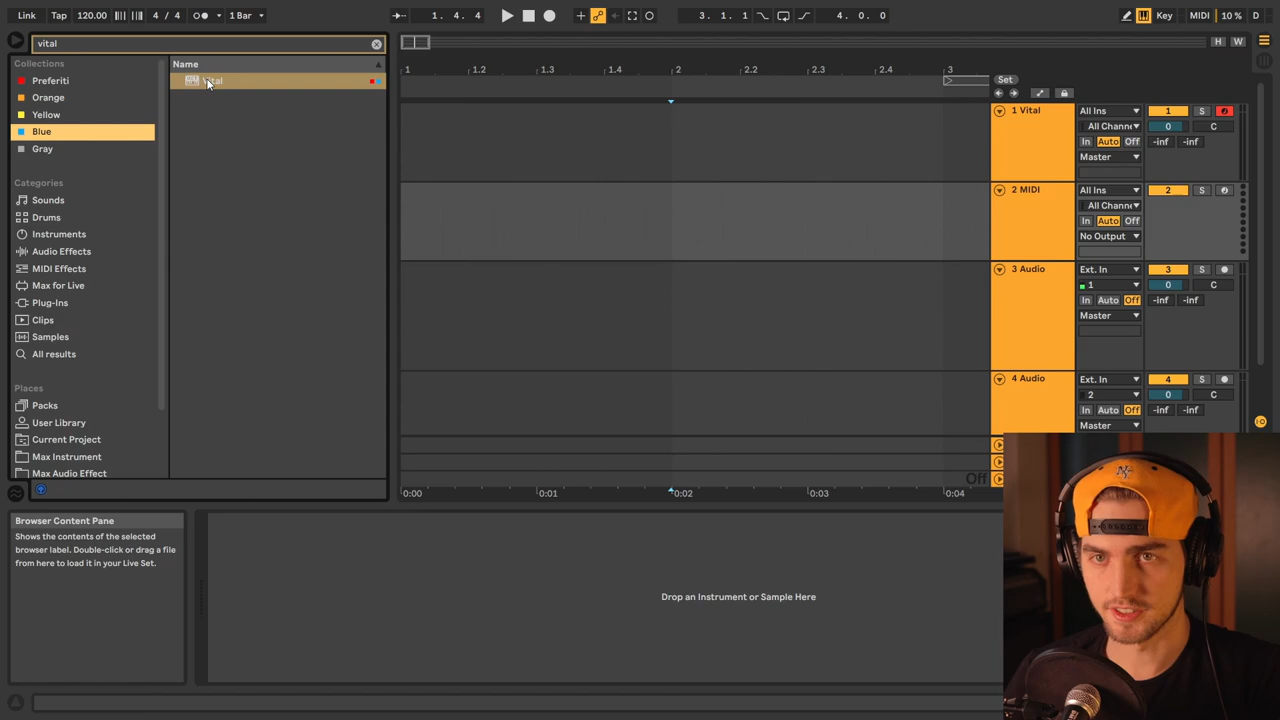 Link Tap 120.00 4 / 4 1 Bar 1. 4. 4 3. 1. 1 4. 0. 0 Key MIDI 10 % D
vital
H W
Collections
Name
Preferiti
Orange
Yellow
Blue
Gray
Categories
Sounds
Drums
Instruments
Audio Effects
MIDI Effects
Max for Live
Plug-Ins
Clips
Samples
All results
Places
Packs
User Library
Current Project
Max Instrument
Max Audio Effect
1 1.2 1.3 1.4 2 2.2 2.3 2.4 3
Set
1 Vital All Ins 1 S
All Channe 0 C
In Auto Off -inf -inf
Master
2 MIDI All Ins 2 S
All Channe
In Auto Off
No Output
3 Audio Ext. In 3 S
1 0 C
In Auto Off -inf -inf
Master
4 Audio Ext. In 4 S
2 0 C
In Auto Off -inf -inf
Master
Off
0:00 0:01 0:02 0:03 0:04
Browser Content Pane
Shows the contents of the selected
browser label. Double-click or drag a file
from here to load it in your Live Set.
Drop an Instrument or Sample Here